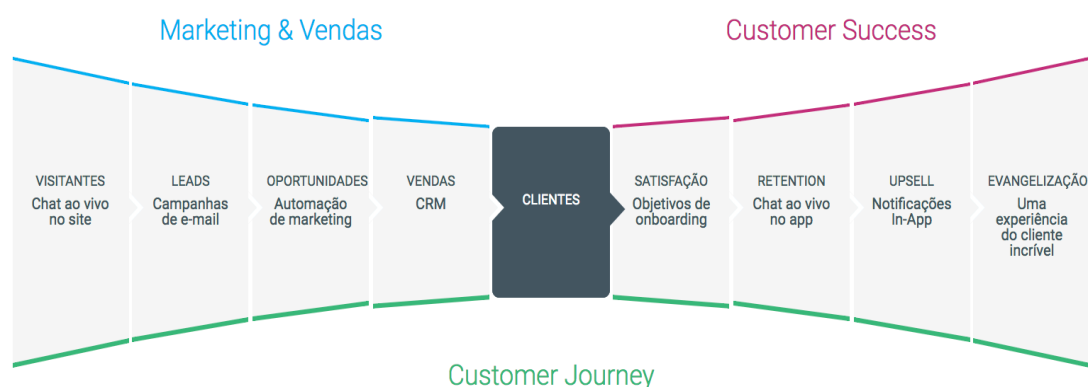 Marketing & Vendas
Customer Success
VISITANTES
Chat ao vivo
no site
LEADS
Campanhas
de e-mail
OPORTUNIDADES
Automação
de marketing
VENDAS
CRM
CLIENTES
SATISFAÇÃO
Objetivos de
onboarding
RETENTION
Chat ao vivo
no app
UPSELL
Notificações
In-App
EVANGELIZAÇÃO
Uma
experiência
do cliente
incrível
Customer Journey